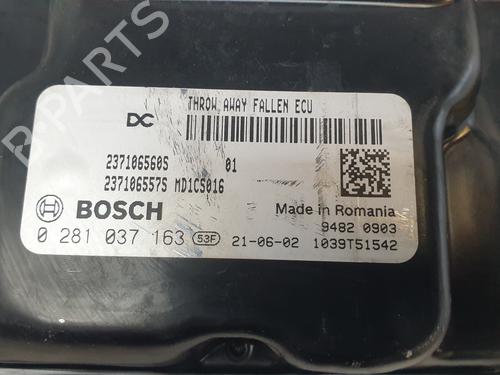 B-PARTS
THROW AWAY FALLEN ECU
DC
237106560S 01
237106557S MD1CS016
BOSCH
Made in Romania
9482 0903
0 281 037 163 53F 21-06-02 1039T51542